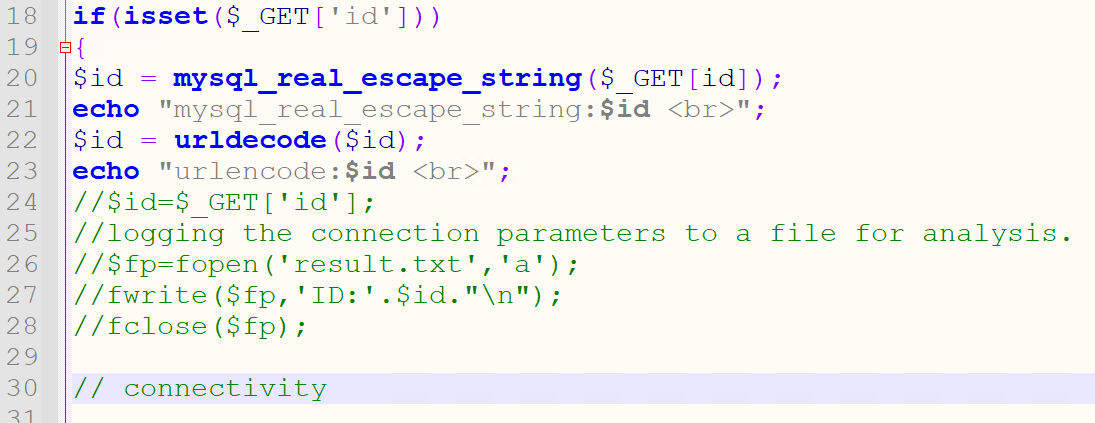 18 if(isset($_GET['id']))
19 {
20 $id = mysql_real_escape_string($_GET[id]);
21 echo "mysql_real_escape_string:$id <br>";
22 $id = urldecode($id);
23 echo "urlencode:$id <br>";
24 //$id=$_GET['id'];
25 //logging the connection parameters to a file for analysis.
26 //$fp=fopen('result.txt','a');
27 //fwrite($fp,'ID:'.$id."\n");
28 //fclose($fp);
29
30 // connectivity
31